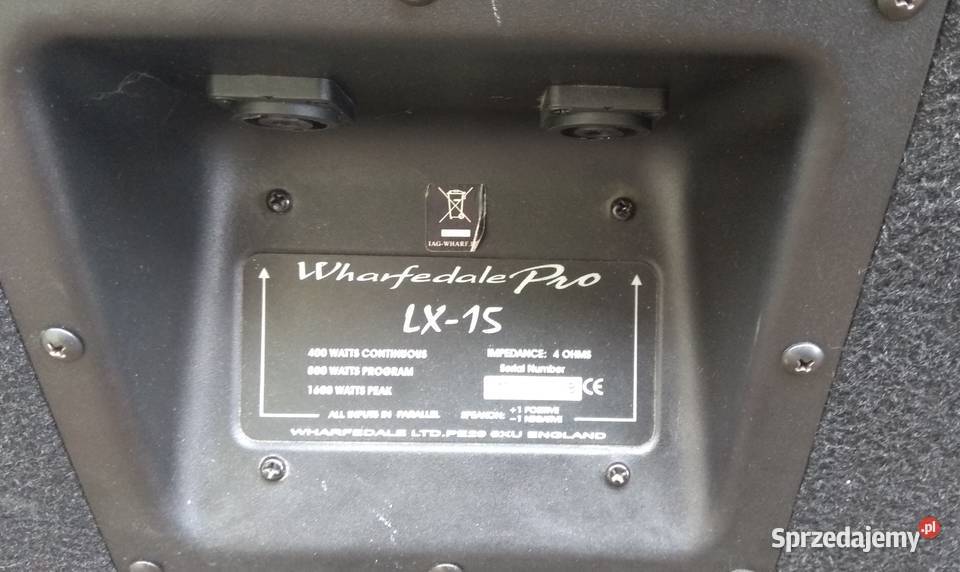 IAG-WHARF.
Wharfedale Pro
LX-15
400 WATTS CONTINUOUS
800 WATTS PROGRAM
1600 WATTS PEAK
IMPEDANCE: 4 OHMS
Serial Number
CE
ALL INPUTS IN PARALLEL
SPEAKON: +1 POSITIVE
-1 NEGATIVE
WHARFEDALE LTD.PE29 6XU ENGLAND
Sprzedajemy.pl